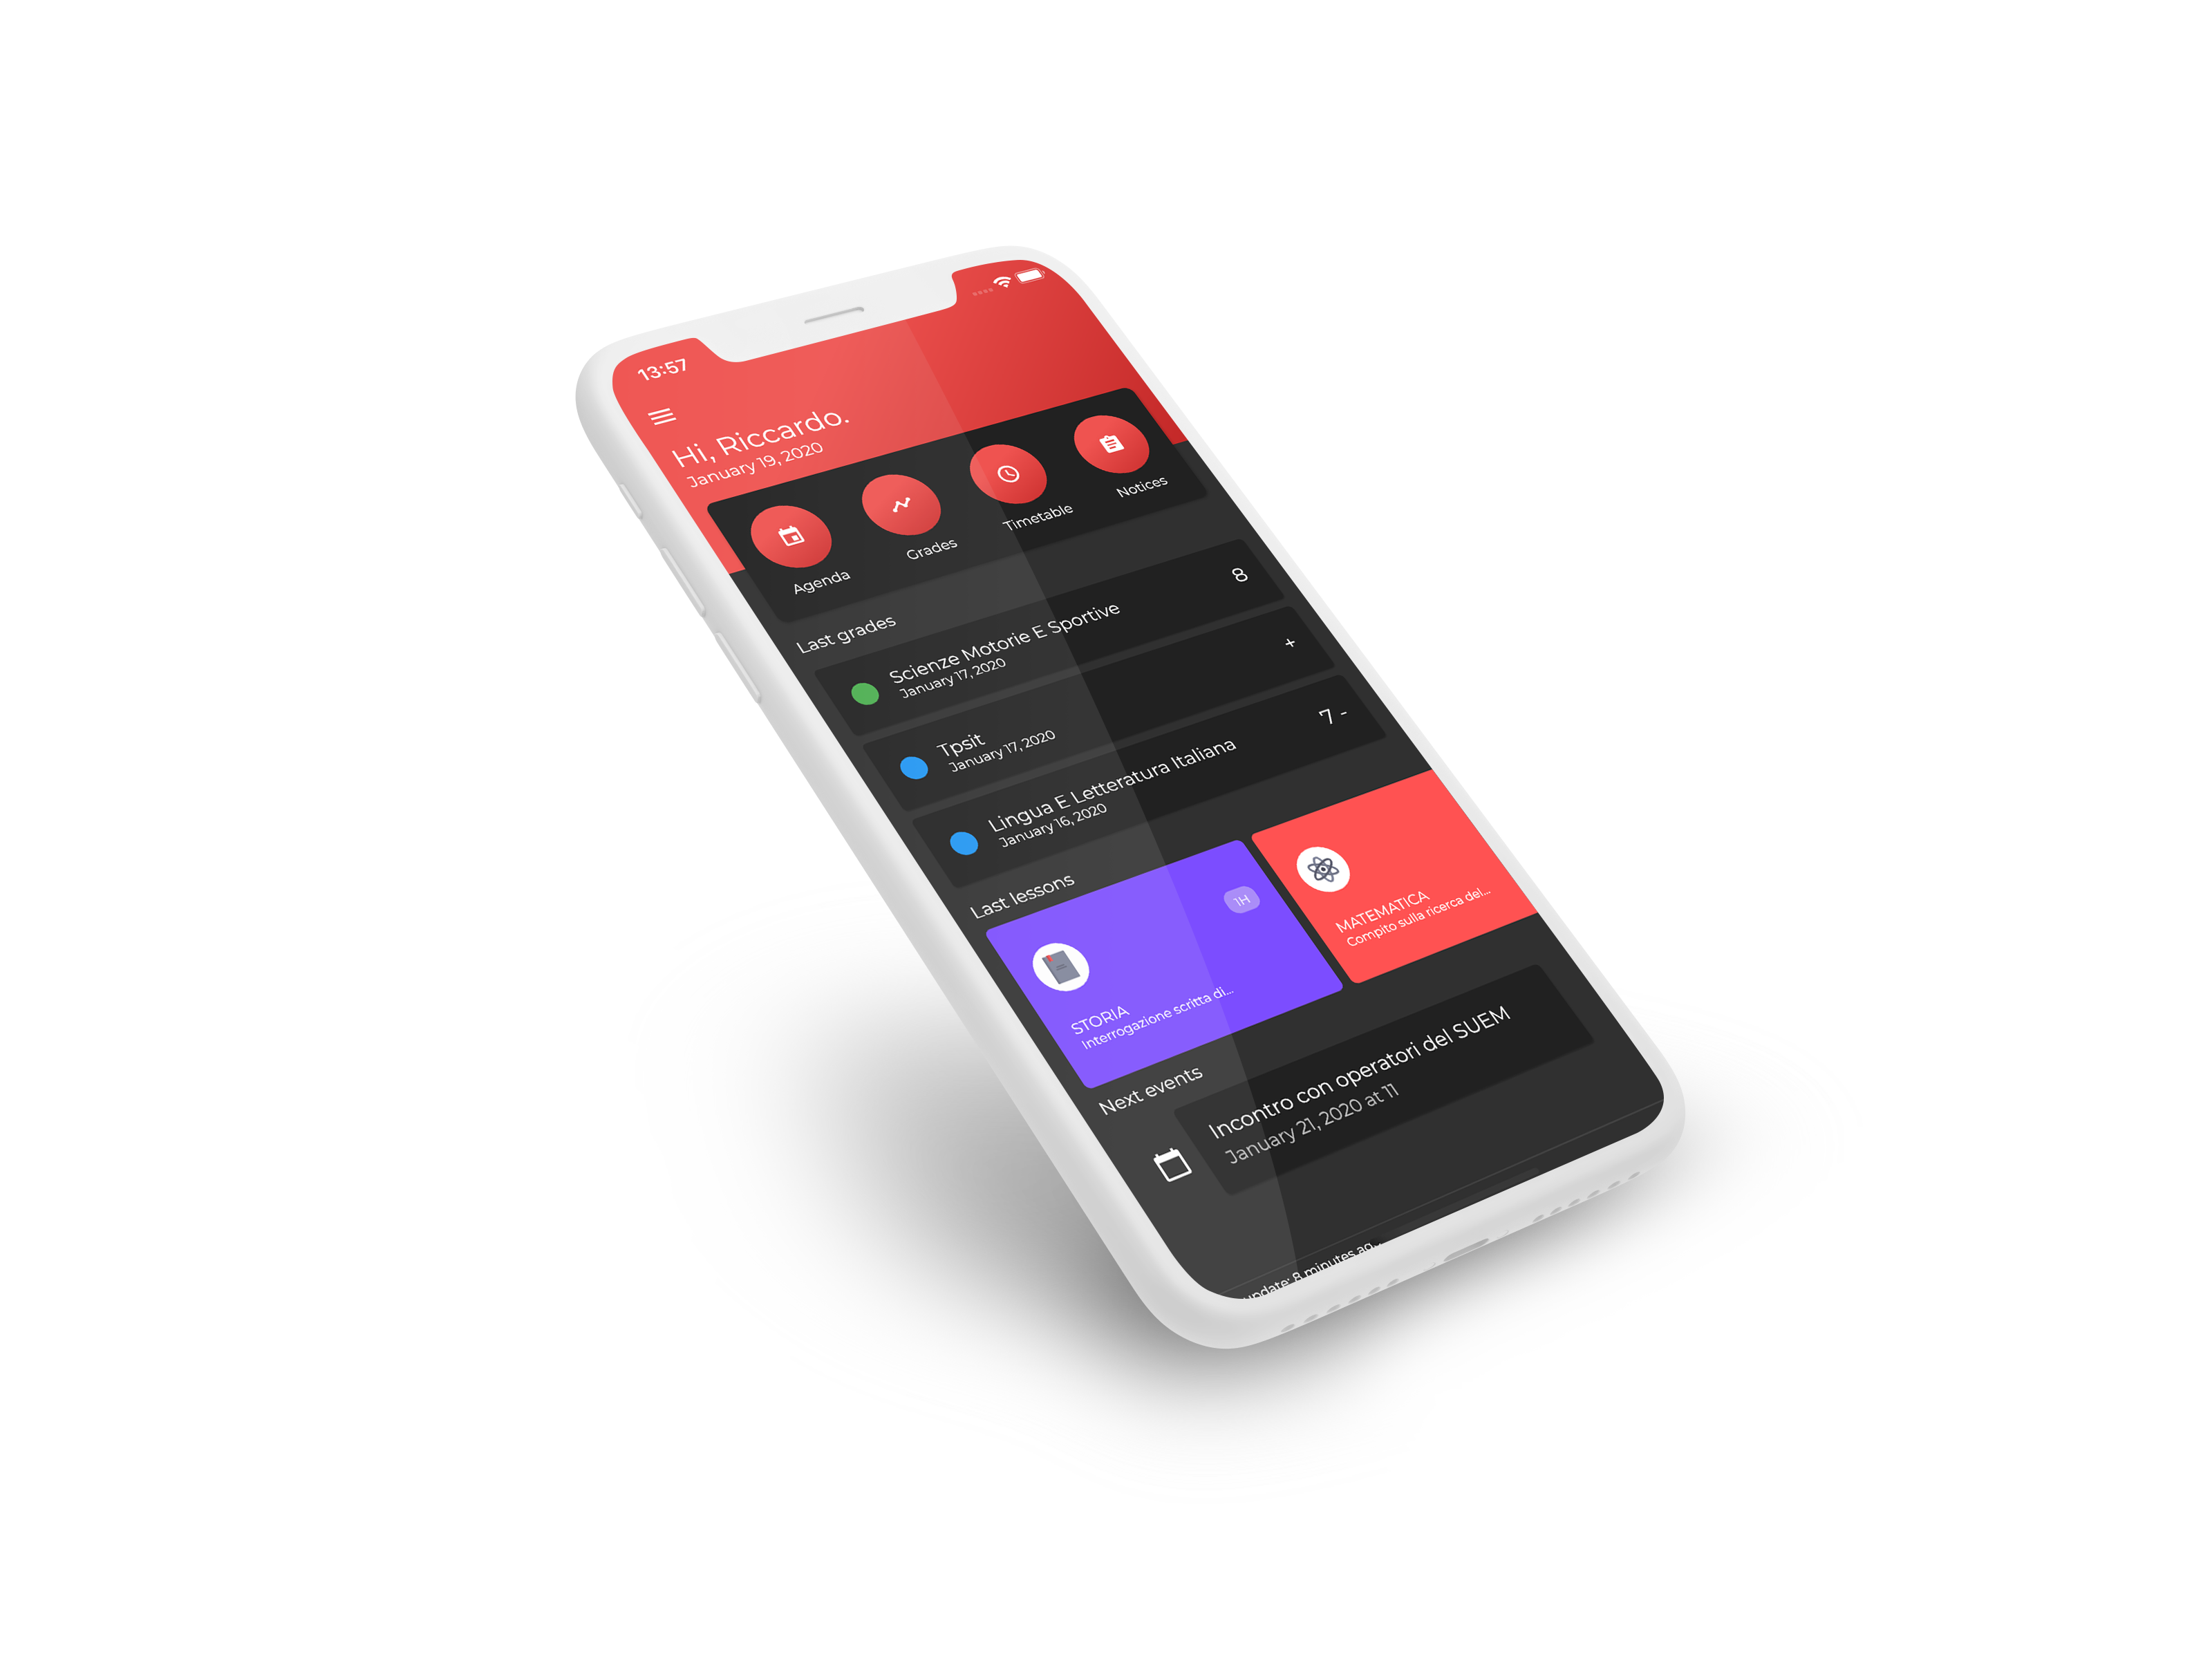 13:57
Hi, Riccardo.
January 19, 2020
Agenda
Grades
Timetable
Notices
Last grades
Scienze Motorie E Sportive
January 17, 2020
8
Tpsit
January 17, 2020
+
Lingua E Letteratura Italiana
January 16, 2020
7 -
Last lessons
1H
STORIA
Interrogazione scritta di...
MATEMATICA
Compito sulla ricerca del...
Next events
Incontro con operatori del SUEM
January 21, 2020 at 11
update: 8 minutes